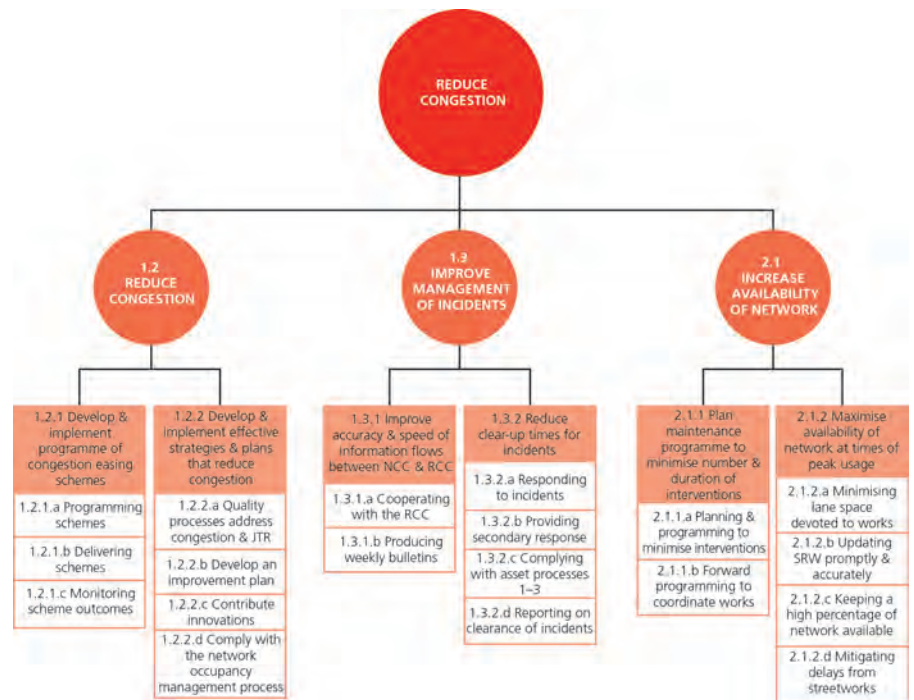 REDUCE
CONGESTION
1.2
REDUCE
CONGESTION
1.3
IMPROVE
MANAGEMENT
OF INCIDENTS
2.1
INCREASE
AVAILABILITY
OF NETWORK
1.2.1 Develop &
implement
programme of
congestion easing
schemes
1.2.1.a Programming
schemes
1.2.1.b Delivering
schemes
1.2.1.c Monitoring
scheme outcomes
1.2.2 Develop &
implement effective
strategies & plans
that reduce
congestion
1.2.2.a Quality
processes address
congestion & JTR
1.2.2.b Develop an
improvement plan
1.2.2.c Contribute
innovations
1.2.2.d Comply with
the network
occupancy
management process
1.3.1 Improve
accuracy & speed of
information flows
between NCC & RCC
1.3.1.a Cooperating
with the RCC
1.3.1.b Producing
weekly bulletins
1.3.2 Reduce
clear-up times for
incidents
1.3.2.a Responding
to incidents
1.3.2.b Providing
secondary response
1.3.2.c Complying
with asset processes
1–3
1.3.2.d Reporting on
clearance of incidents
2.1.1 Plan
maintenance
programme to
minimise number &
duration of
interventions
2.1.1.a Planning &
programming to
minimise interventions
2.1.1.b Forward
programming to
coordinate works
2.1.2 Maximise
availability of
network at times of
peak usage
2.1.2.a Minimising
lane space
devoted to works
2.1.2.b Updating
SRW promptly &
accurately
2.1.2.c Keeping a
high percentage of
network available
2.1.2.d Mitigating
delays from
streetworks